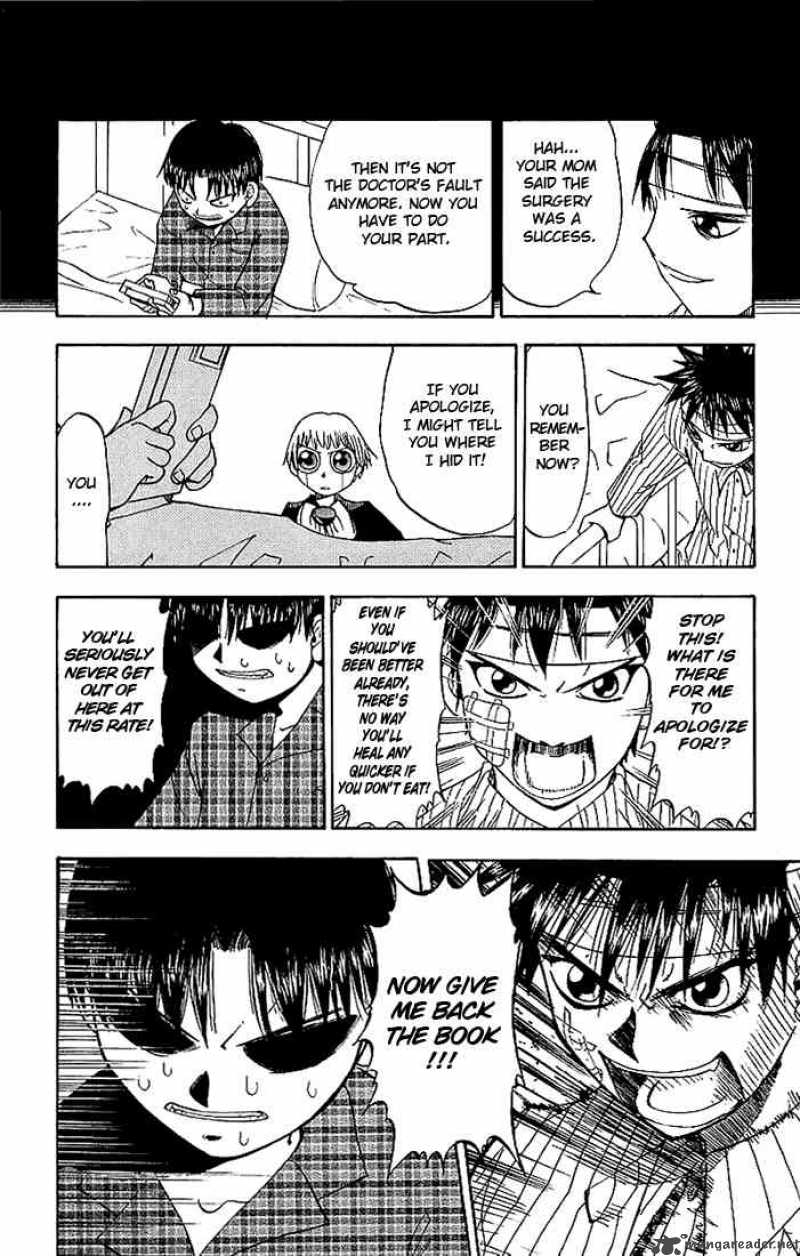 HAH...
YOUR MOM
SAID THE
SURGERY
WAS A
SUCCESS.
THEN IT'S NOT
THE DOCTOR'S FAULT
ANYMORE. NOW YOU
HAVE TO DO
YOUR PART.
YOU
REMEM-
BER
NOW?
IF YOU
APOLOGIZE,
I MIGHT TELL
YOU WHERE
I HID IT!
YOU
....
STOP
THIS!
WHAT IS
THERE
FOR ME
TO
APOLOGIZE
FOR!?
EVEN IF
YOU
SHOULD'VE
BEEN BETTER
ALREADY,
THERE'S
NO WAY
YOU'LL
HEAL ANY
QUICKER IF
YOU DON'T EAT!
YOU'LL
SERIOUSLY
NEVER GET
OUT OF
HERE AT
THIS RATE!
NOW GIVE
ME BACK
THE BOOK
!!!
mangareader.net